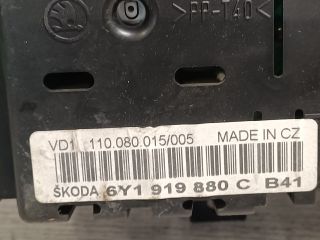 >PP-T40<
VD1 110.080.015/005 MADE IN CZ
ŠKODA 6Y1 919 880 C B41